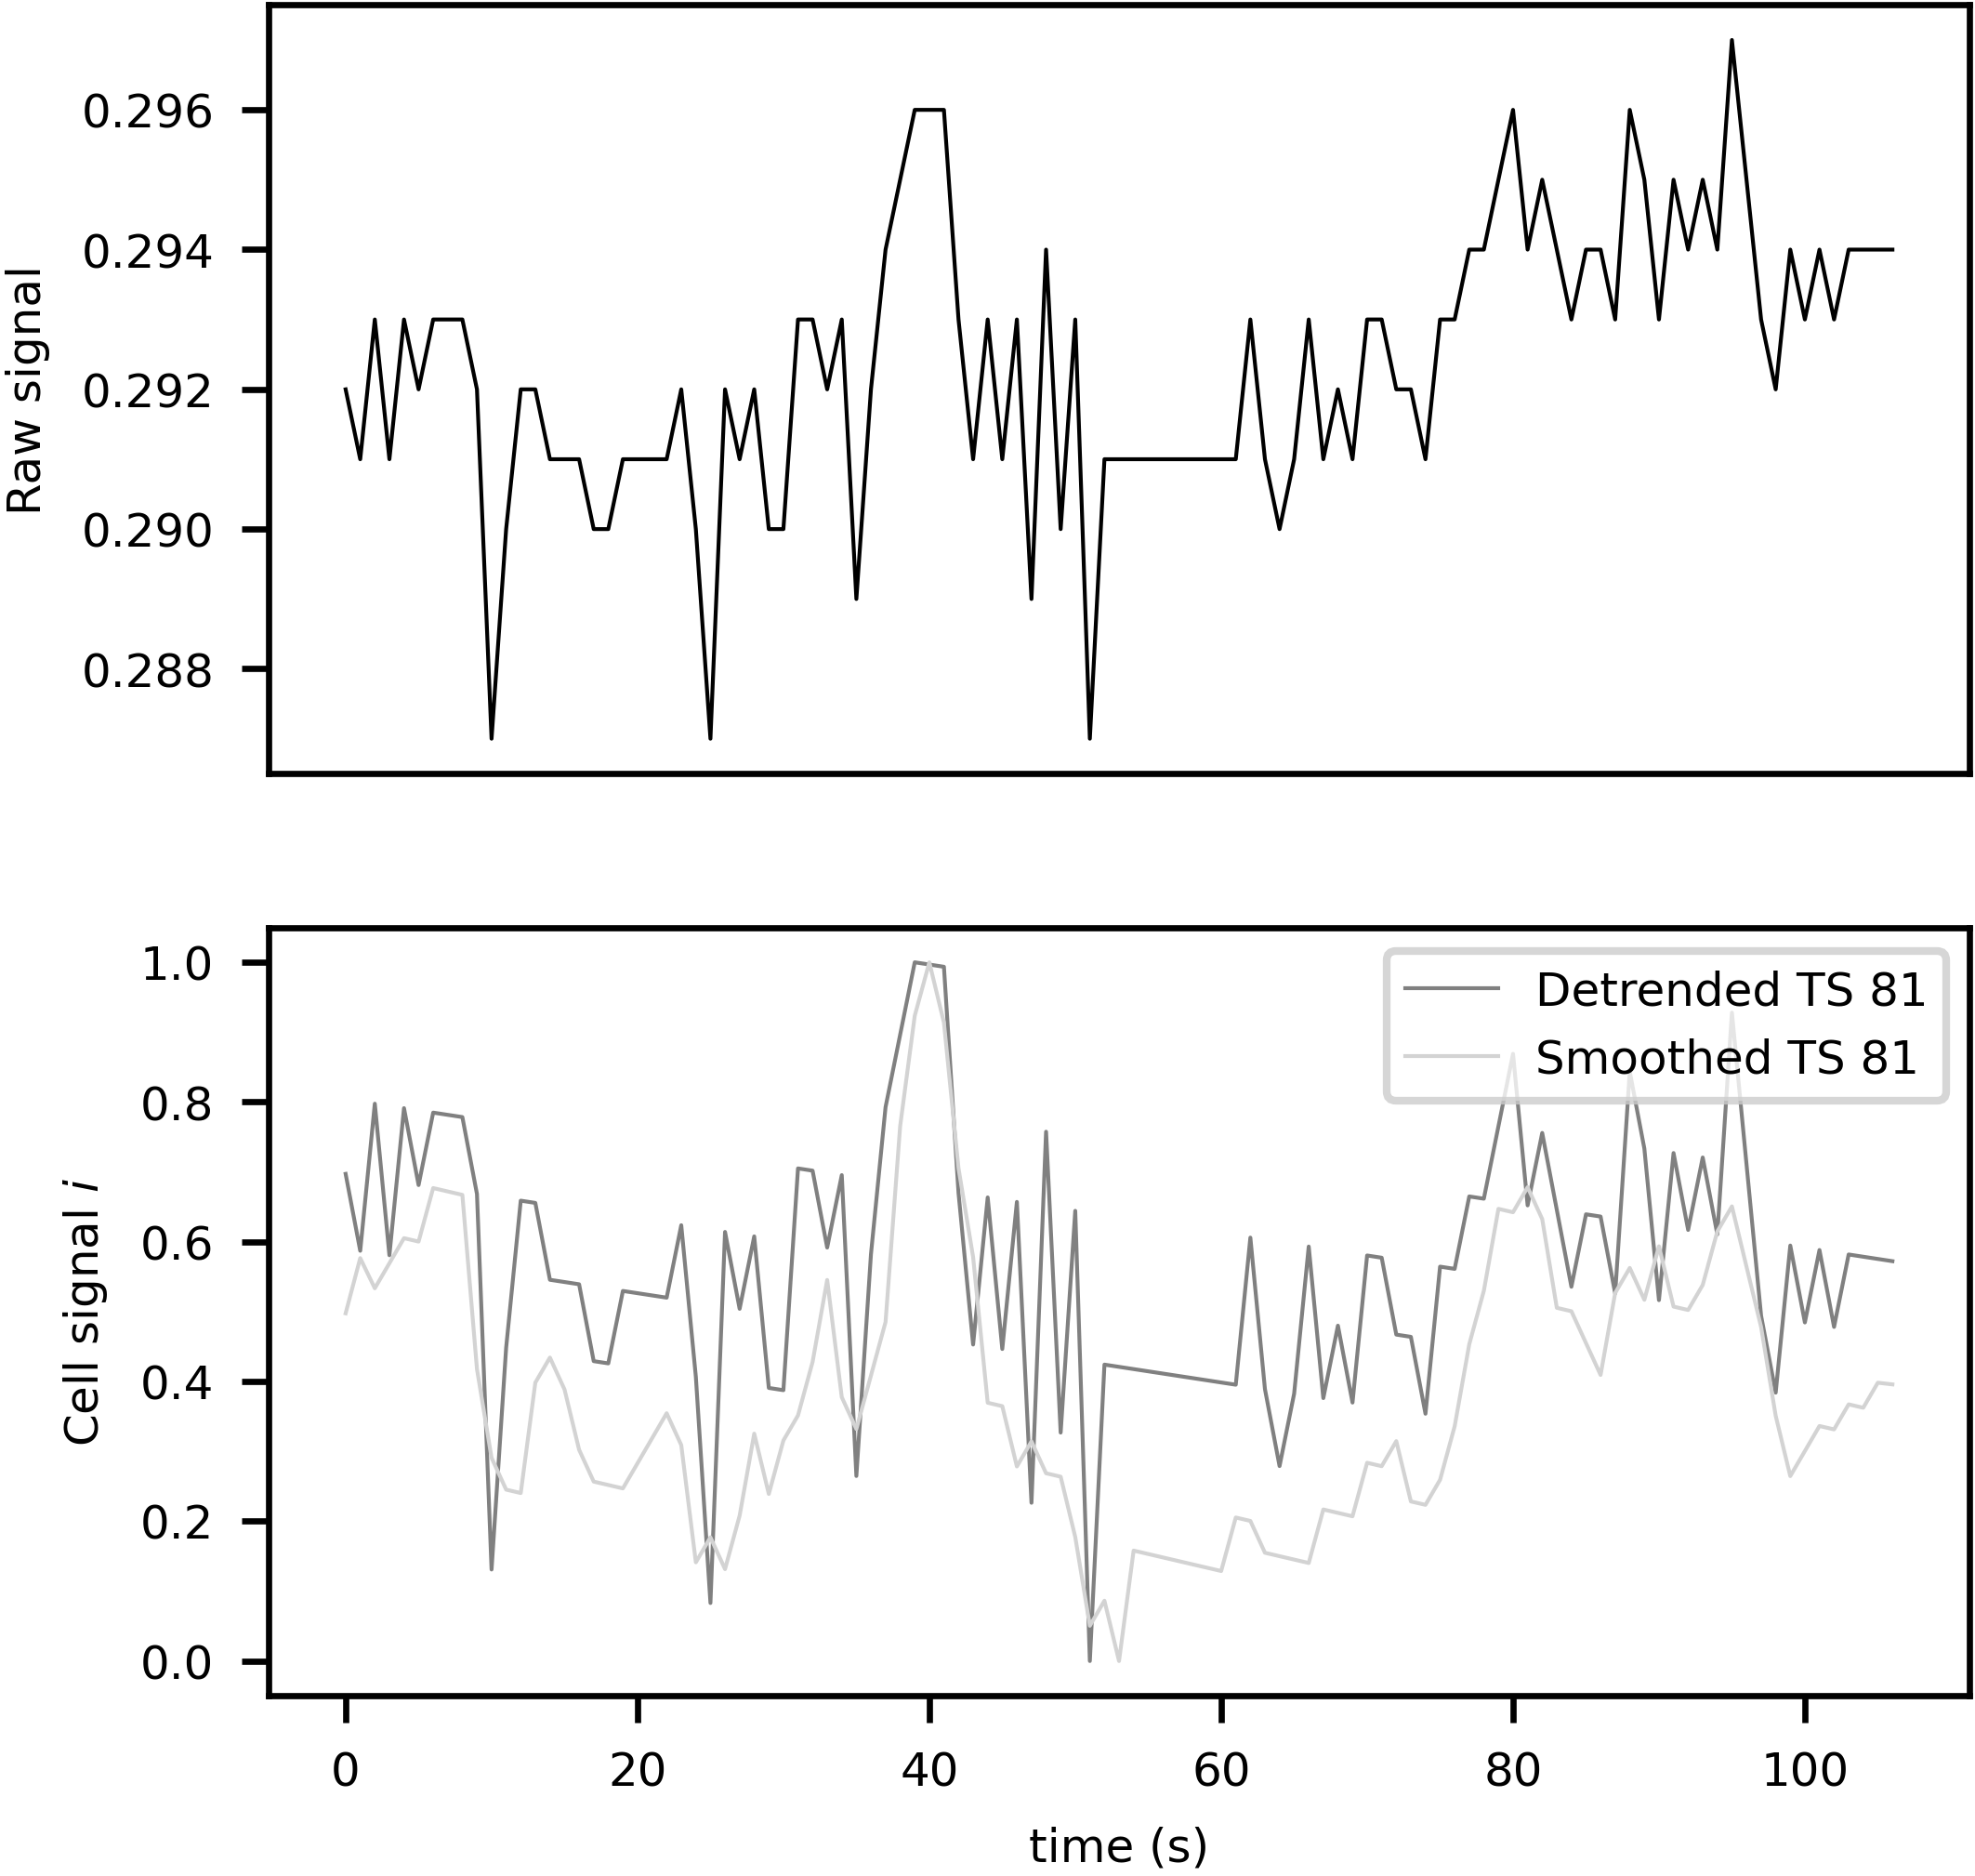 Raw signal
0.296
0.294
0.292
0.290
0.288
Cell signal i
1.0
0.8
0.6
0.4
0.2
0.0
Detrended TS 81
Smoothed TS 81
0 20 40 60 80 100
time (s)